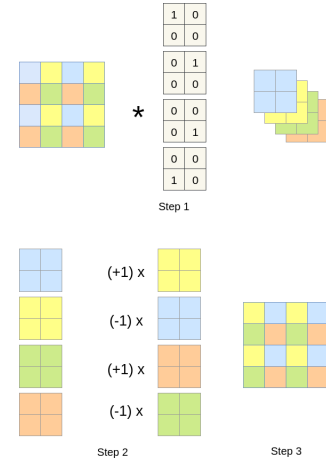 1 0
0 0
0 1
0 0
*
0 0
0 1
0 0
1 0
Step 1
(+1) x
(-1) x
(+1) x
(-1) x
Step 2
Step 3